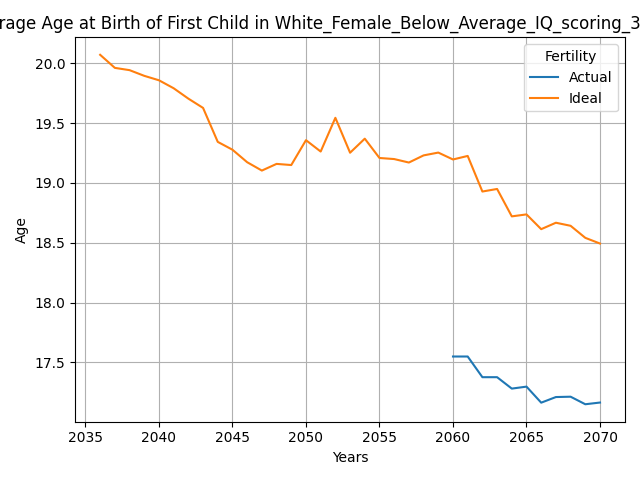 rage Age at Birth of First Child in White_Female_Below_Average_IQ_scoring_3
Fertility
Actual
Ideal
20.0
19.5
19.0
18.5
18.0
17.5
Age
2035 2040 2045 2050 2055 2060 2065 2070
Years